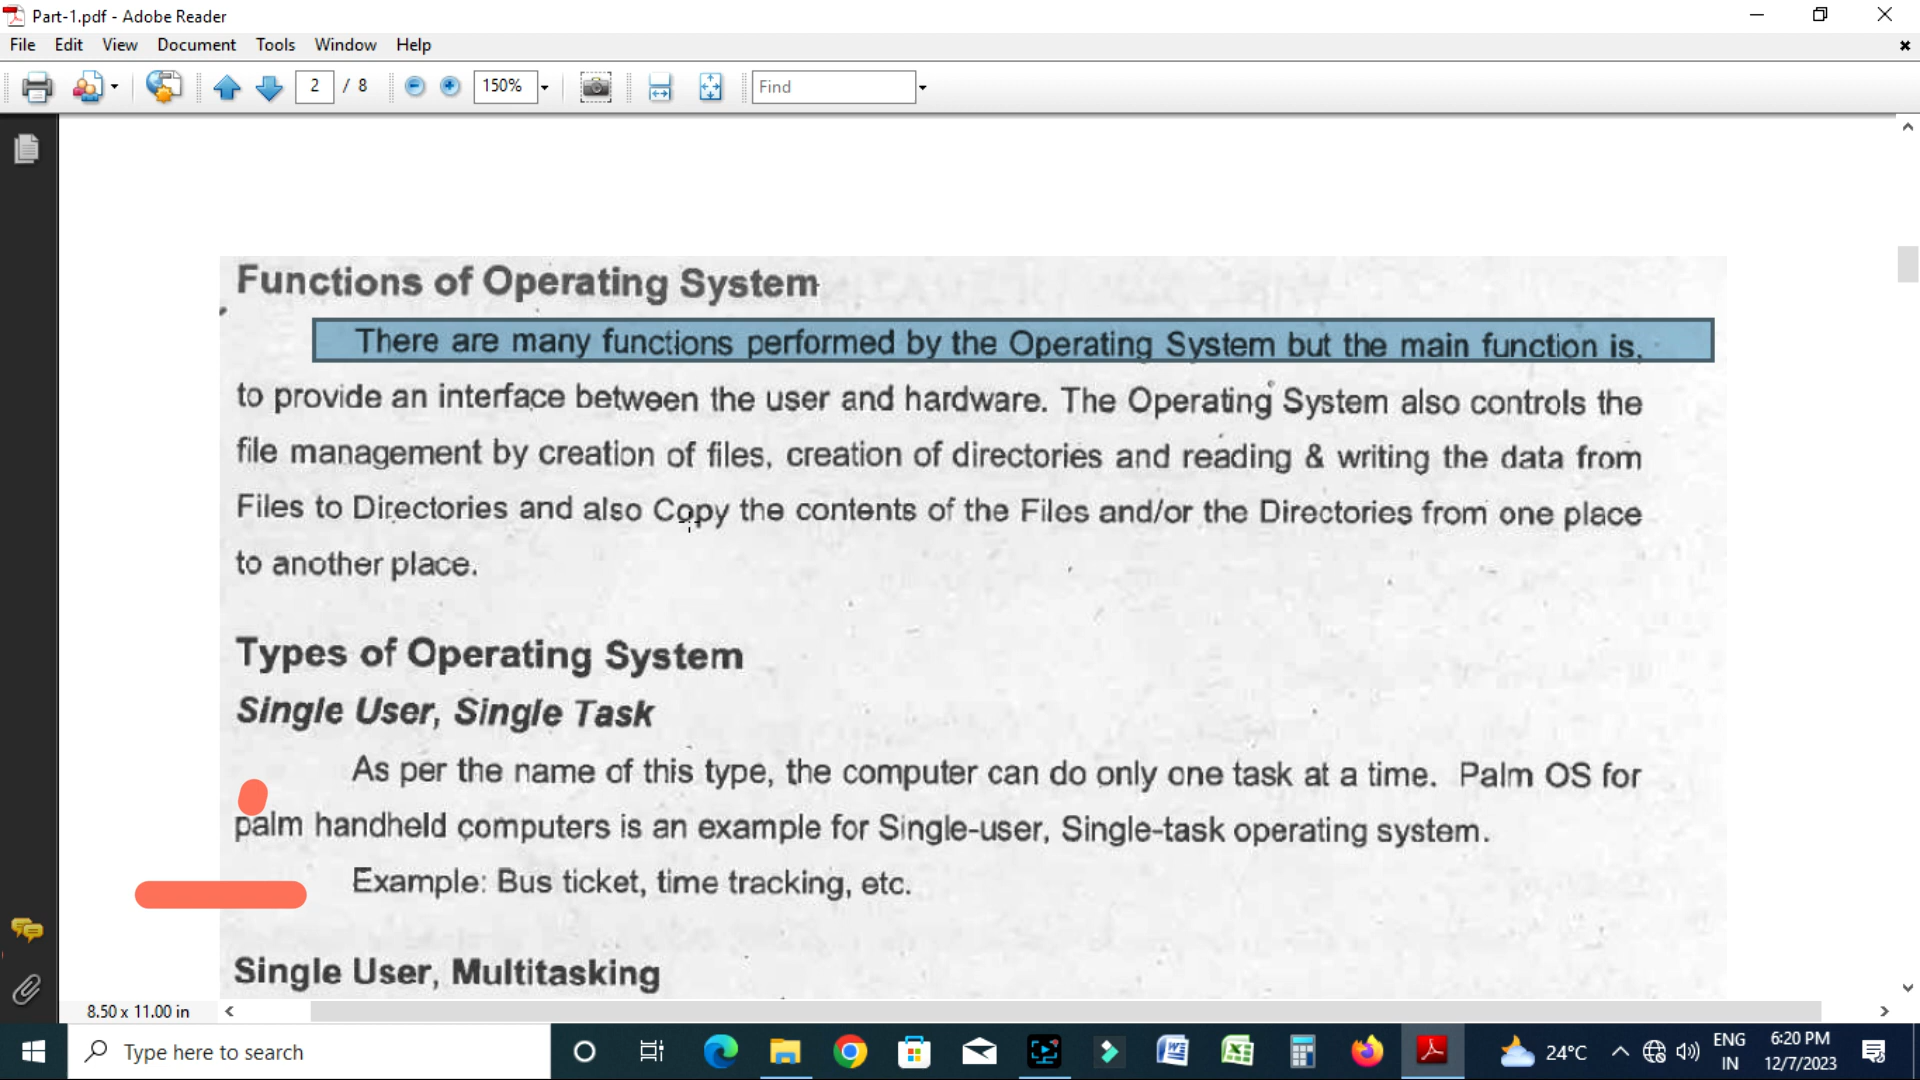 Part-1.pdf - Adobe Reader
File Edit View Document Tools Window Help
2 / 8 150% Find
Functions of Operating System
There are many functions performed by the Operating System but the main function is,
to provide an interface between the user and hardware. The Operating System also controls the
file management by creation of files, creation of directories and reading & writing the data from
Files to Directories and also Copy the contents of the Files and/or the Directories from one place
to another place.
Types of Operating System
Single User, Single Task
As per the name of this type, the computer can do only one task at a time. Palm OS for
palm handheld computers is an example for Single-user, Single-task operating system.
Example: Bus ticket, time tracking, etc.
Single User, Multitasking
8.50 x 11.00 in
Type here to search
24°C
ENG
IN
6:20 PM
12/7/2023